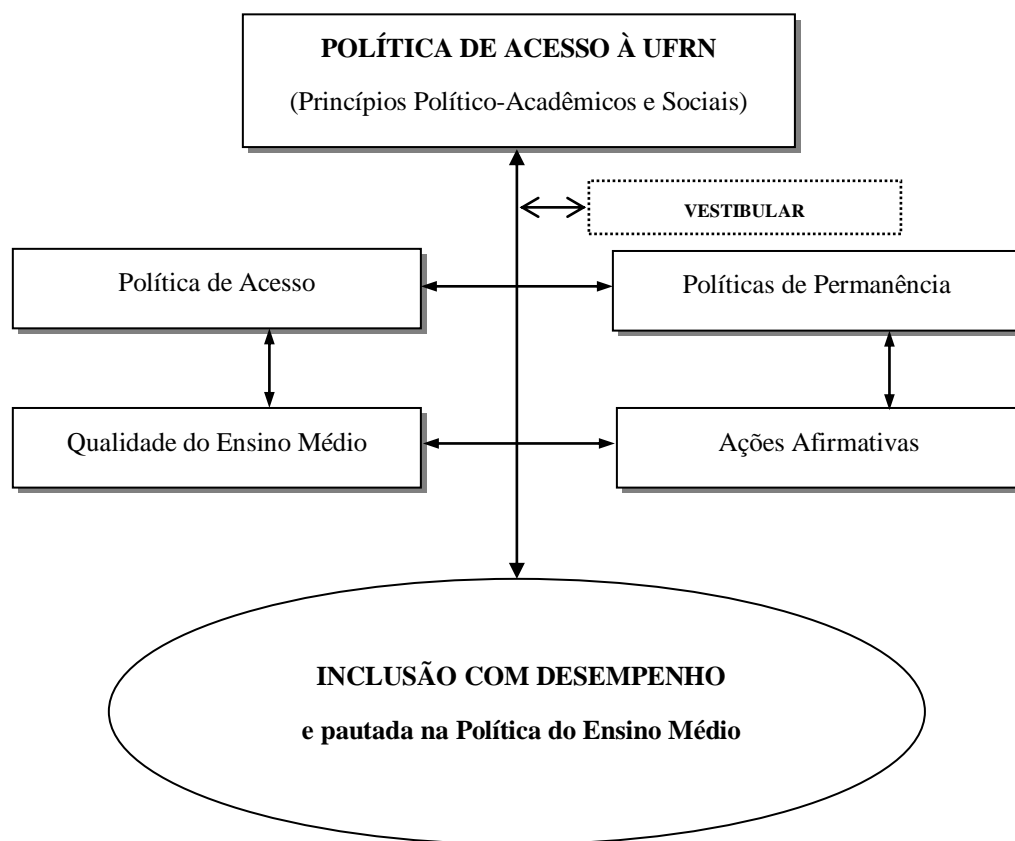 POLÍTICA DE ACESSO À UFRN
(Princípios Político-Acadêmicos e Sociais)
VESTIBULAR
Política de Acesso
Políticas de Permanência
Qualidade do Ensino Médio
Ações Afirmativas
INCLUSÃO COM DESEMPENHO
e pautada na Política do Ensino Médio